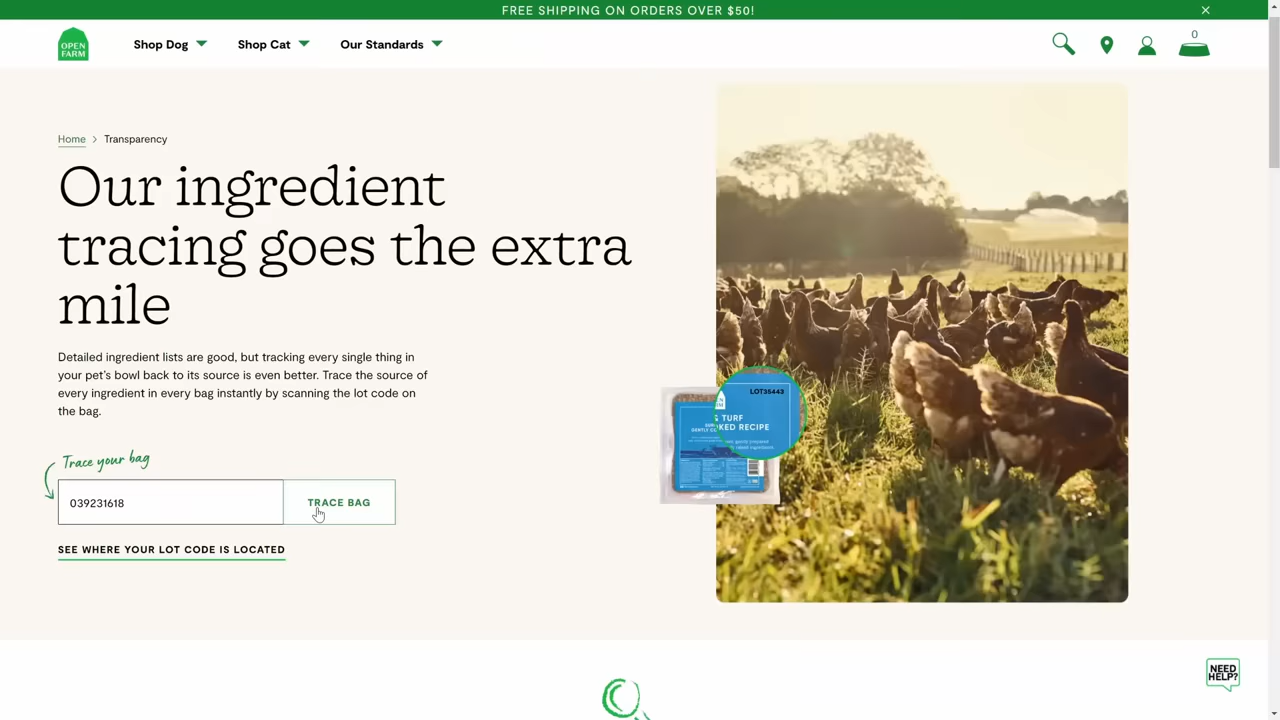 FREE SHIPPING ON ORDERS OVER $50!
OPEN
FARM
Shop Dog
Shop Cat
Our Standards
0
Home
Transparency
Our ingredient
tracing goes the extra
mile
Detailed ingredient lists are good, but tracking every single thing in
your pet's bowl back to its source is even better. Trace the source of
every ingredient in every bag instantly by scanning the lot code on
the bag.
Trace your bag
039231618
TRACE BAG
SEE WHERE YOUR LOT CODE IS LOCATED
LOT35443
TURF
KED RECIPE
NEED
HELP?